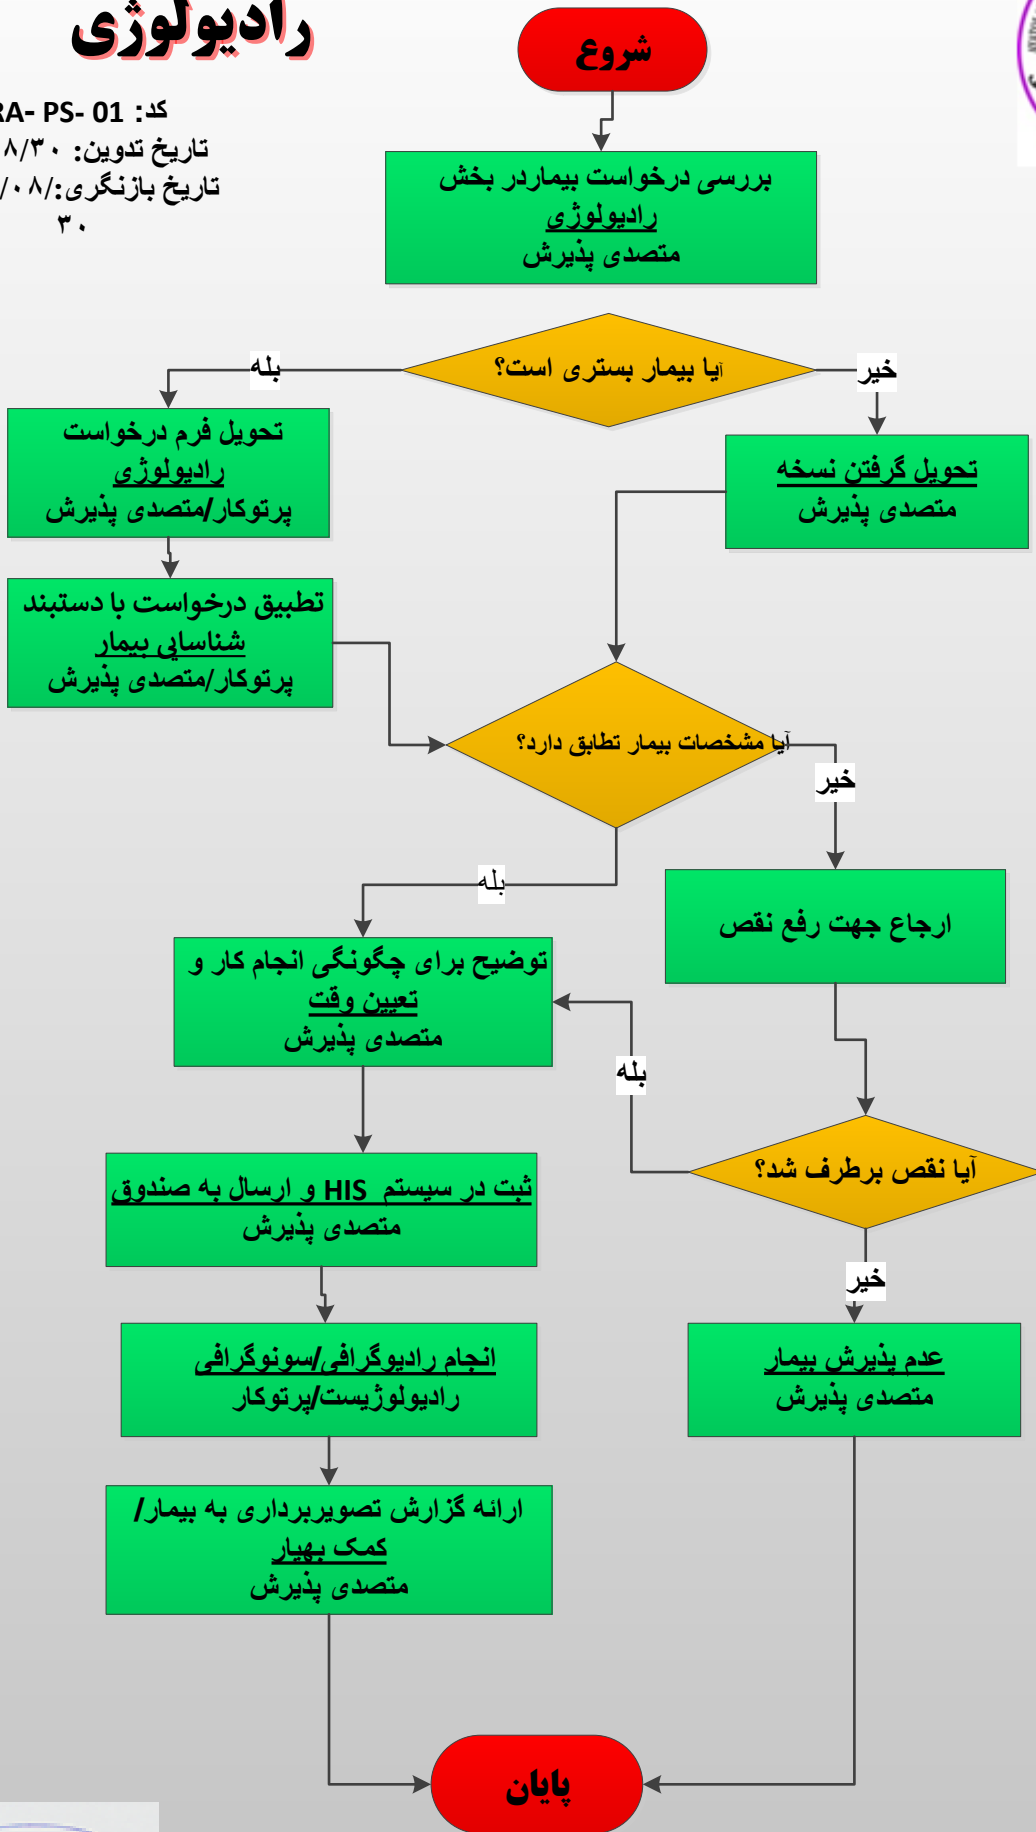 رادیولوژی
کد: RA- PS- 01
تاریخ تدوین: ۸/۳۰
تاریخ بازنگری:/۰۸/
۳۰
شروع
بررسی درخواست بیماردر بخش
رادیولوژی
متصدی پذیرش
آیا بیمار بستری است؟
بله
خیر
تحویل فرم درخواست
رادیولوژی
پرتوکار/متصدی پذیرش
تحویل گرفتن نسخه
متصدی پذیرش
تطبیق درخواست با دستبند
شناسایی بیمار
پرتوکار/متصدی پذیرش
آیا مشخصات بیمار تطابق دارد؟
خیر
بله
ارجاع جهت رفع نقص
توضیح برای چگونگی انجام کار و
تعیین وقت
متصدی پذیرش
بله
آیا نقص برطرف شد؟
ثبت در سیستم HIS و ارسال به صندوق
متصدی پذیرش
خیر
انجام رادیوگرافی/سونوگرافی
رادیولوژیست/پرتوکار
عدم پذیرش بیمار
متصدی پذیرش
ارائه گزارش تصویربرداری به بیمار/
کمک بهیار
متصدی پذیرش
پایان